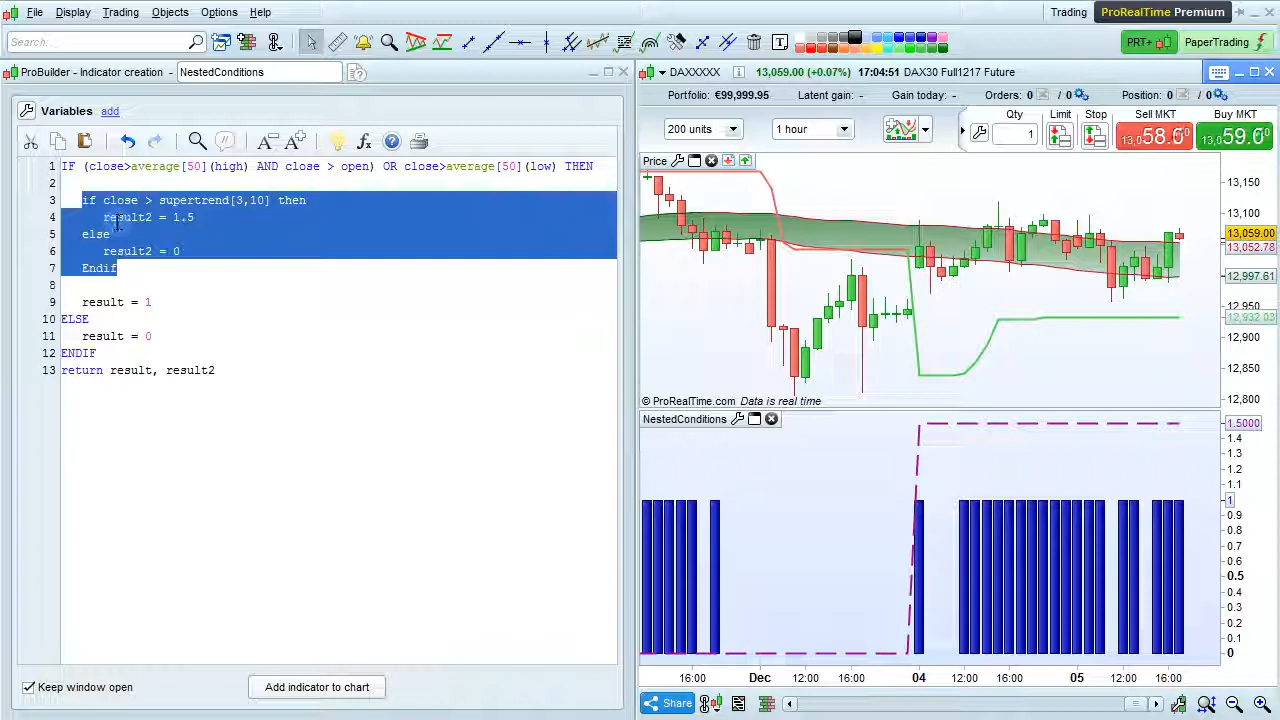 File Display Trading Objects Options Help
Trading ProRealTime Premium
Search...
T
PRT+ PaperTrading
ProBuilder - Indicator creation NestedConditions
DAXXXXX i 13,059.00 (+0.07%) 17:04:51 DAX30 Full1217 Future
Portfolio: €99,999.95 Latent gain: - Gain today: - Orders: 0 / 0 Position: 0 / 0
Variables add
200 units 1 hour
Qty Limit Stop Sell MKT Buy MKT
1 13,058.00 13,059.00
Price
1 IF (close>average[50](high) AND close > open) OR close>average[50](low) THEN
2
3 if close > supertrend[3,10] then
4 result2 = 1.5
5 else
6 result2 = 0
7 Endif
8
9 result = 1
10 ELSE
11 result = 0
12 ENDIF
13 return result, result2
13,150
13,100
13,059.00
13,052.78
12,997.61
12,950
12,932.03
12,900
12,850
12,800
© ProRealTime.com Data is real time
NestedConditions
1.5000
1.4
1.3
1.2
1.1
1
0.9
0.8
0.7
0.6
0.5
0.4
0.3
0.2
0.1
0
16:00 Dec 12:00 16:00 04 12:00 16:00 05 12:00 16:00
Keep window open Add indicator to chart
Share